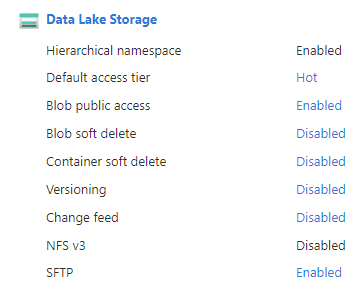 Data Lake Storage
Hierarchical namespace Enabled
Default access tier Hot
Blob public access Enabled
Blob soft delete Disabled
Container soft delete Disabled
Versioning Disabled
Change feed Disabled
NFS v3 Disabled
SFTP Enabled